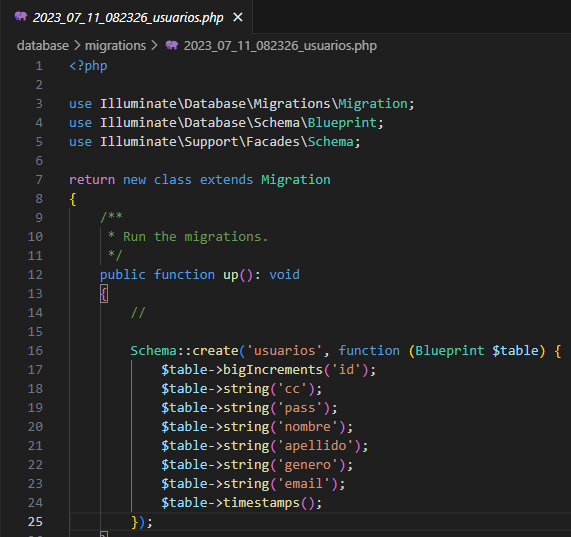 2023_07_11_082326_usuarios.php ×
database > migrations > 2023_07_11_082326_usuarios.php
1 <?php
2
3 use Illuminate\Database\Migrations\Migration;
4 use Illuminate\Database\Schema\Blueprint;
5 use Illuminate\Support\Facades\Schema;
6
7 return new class extends Migration
8 {
9     /**
10      * Run the migrations.
11      */
12     public function up(): void
13     {
14         //
15
16         Schema::create('usuarios', function (Blueprint $table) {
17             $table->bigIncrements('id');
18             $table->string('cc');
19             $table->string('pass');
20             $table->string('nombre');
21             $table->string('apellido');
22             $table->string('genero');
23             $table->string('email');
24             $table->timestamps();
25         });